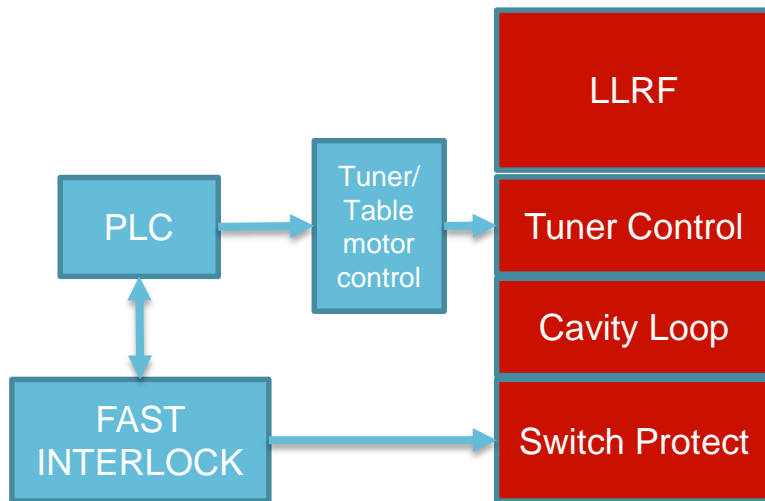 LLRF
PLC
Tuner/
Table
motor
control
Tuner Control
Cavity Loop
FAST
INTERLOCK
Switch Protect